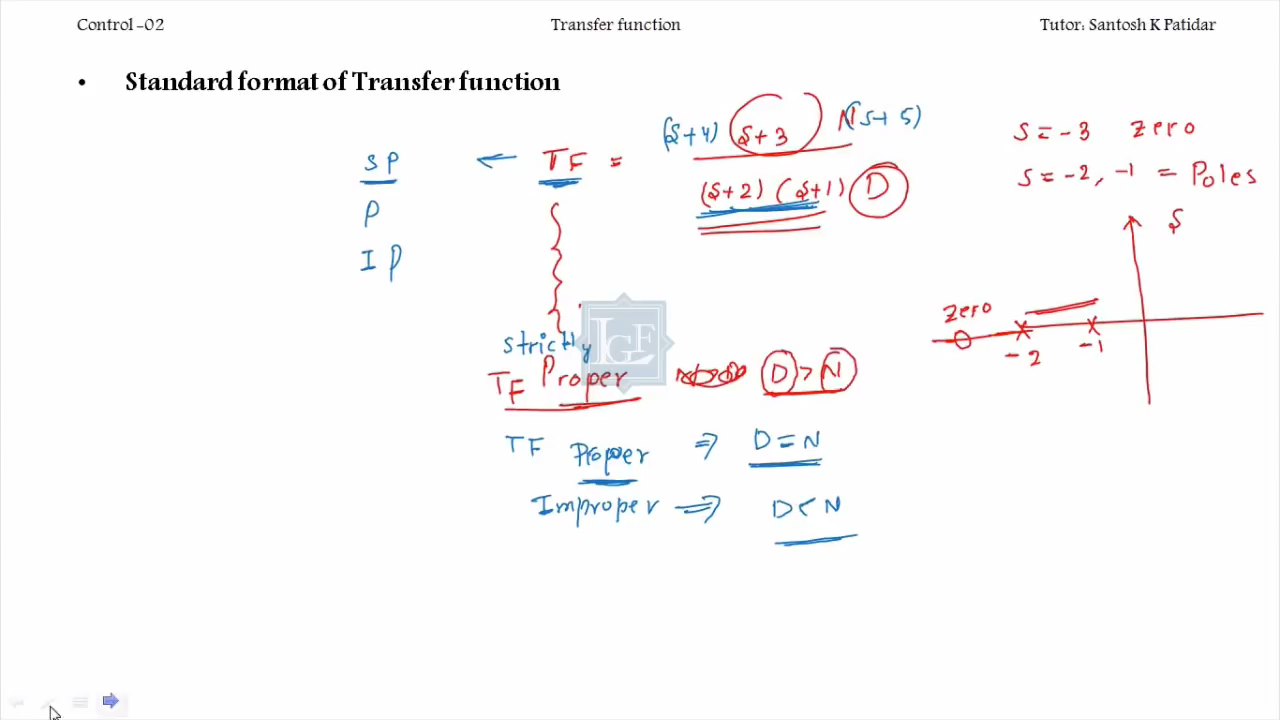 Control -02 Transfer function Tutor: Santosh K Patidar
• Standard format of Transfer function
(s+4) s+3 N (s+5)
SP ← TF =
(s+2) (s+1) D
P
IP
s = -3 zero
s = -2, -1 = Poles
S
zero
-2 -1
strictly
TF Proper D > N
TF Proper ⇒ D = N
Improper ⇒ D < N
LGF